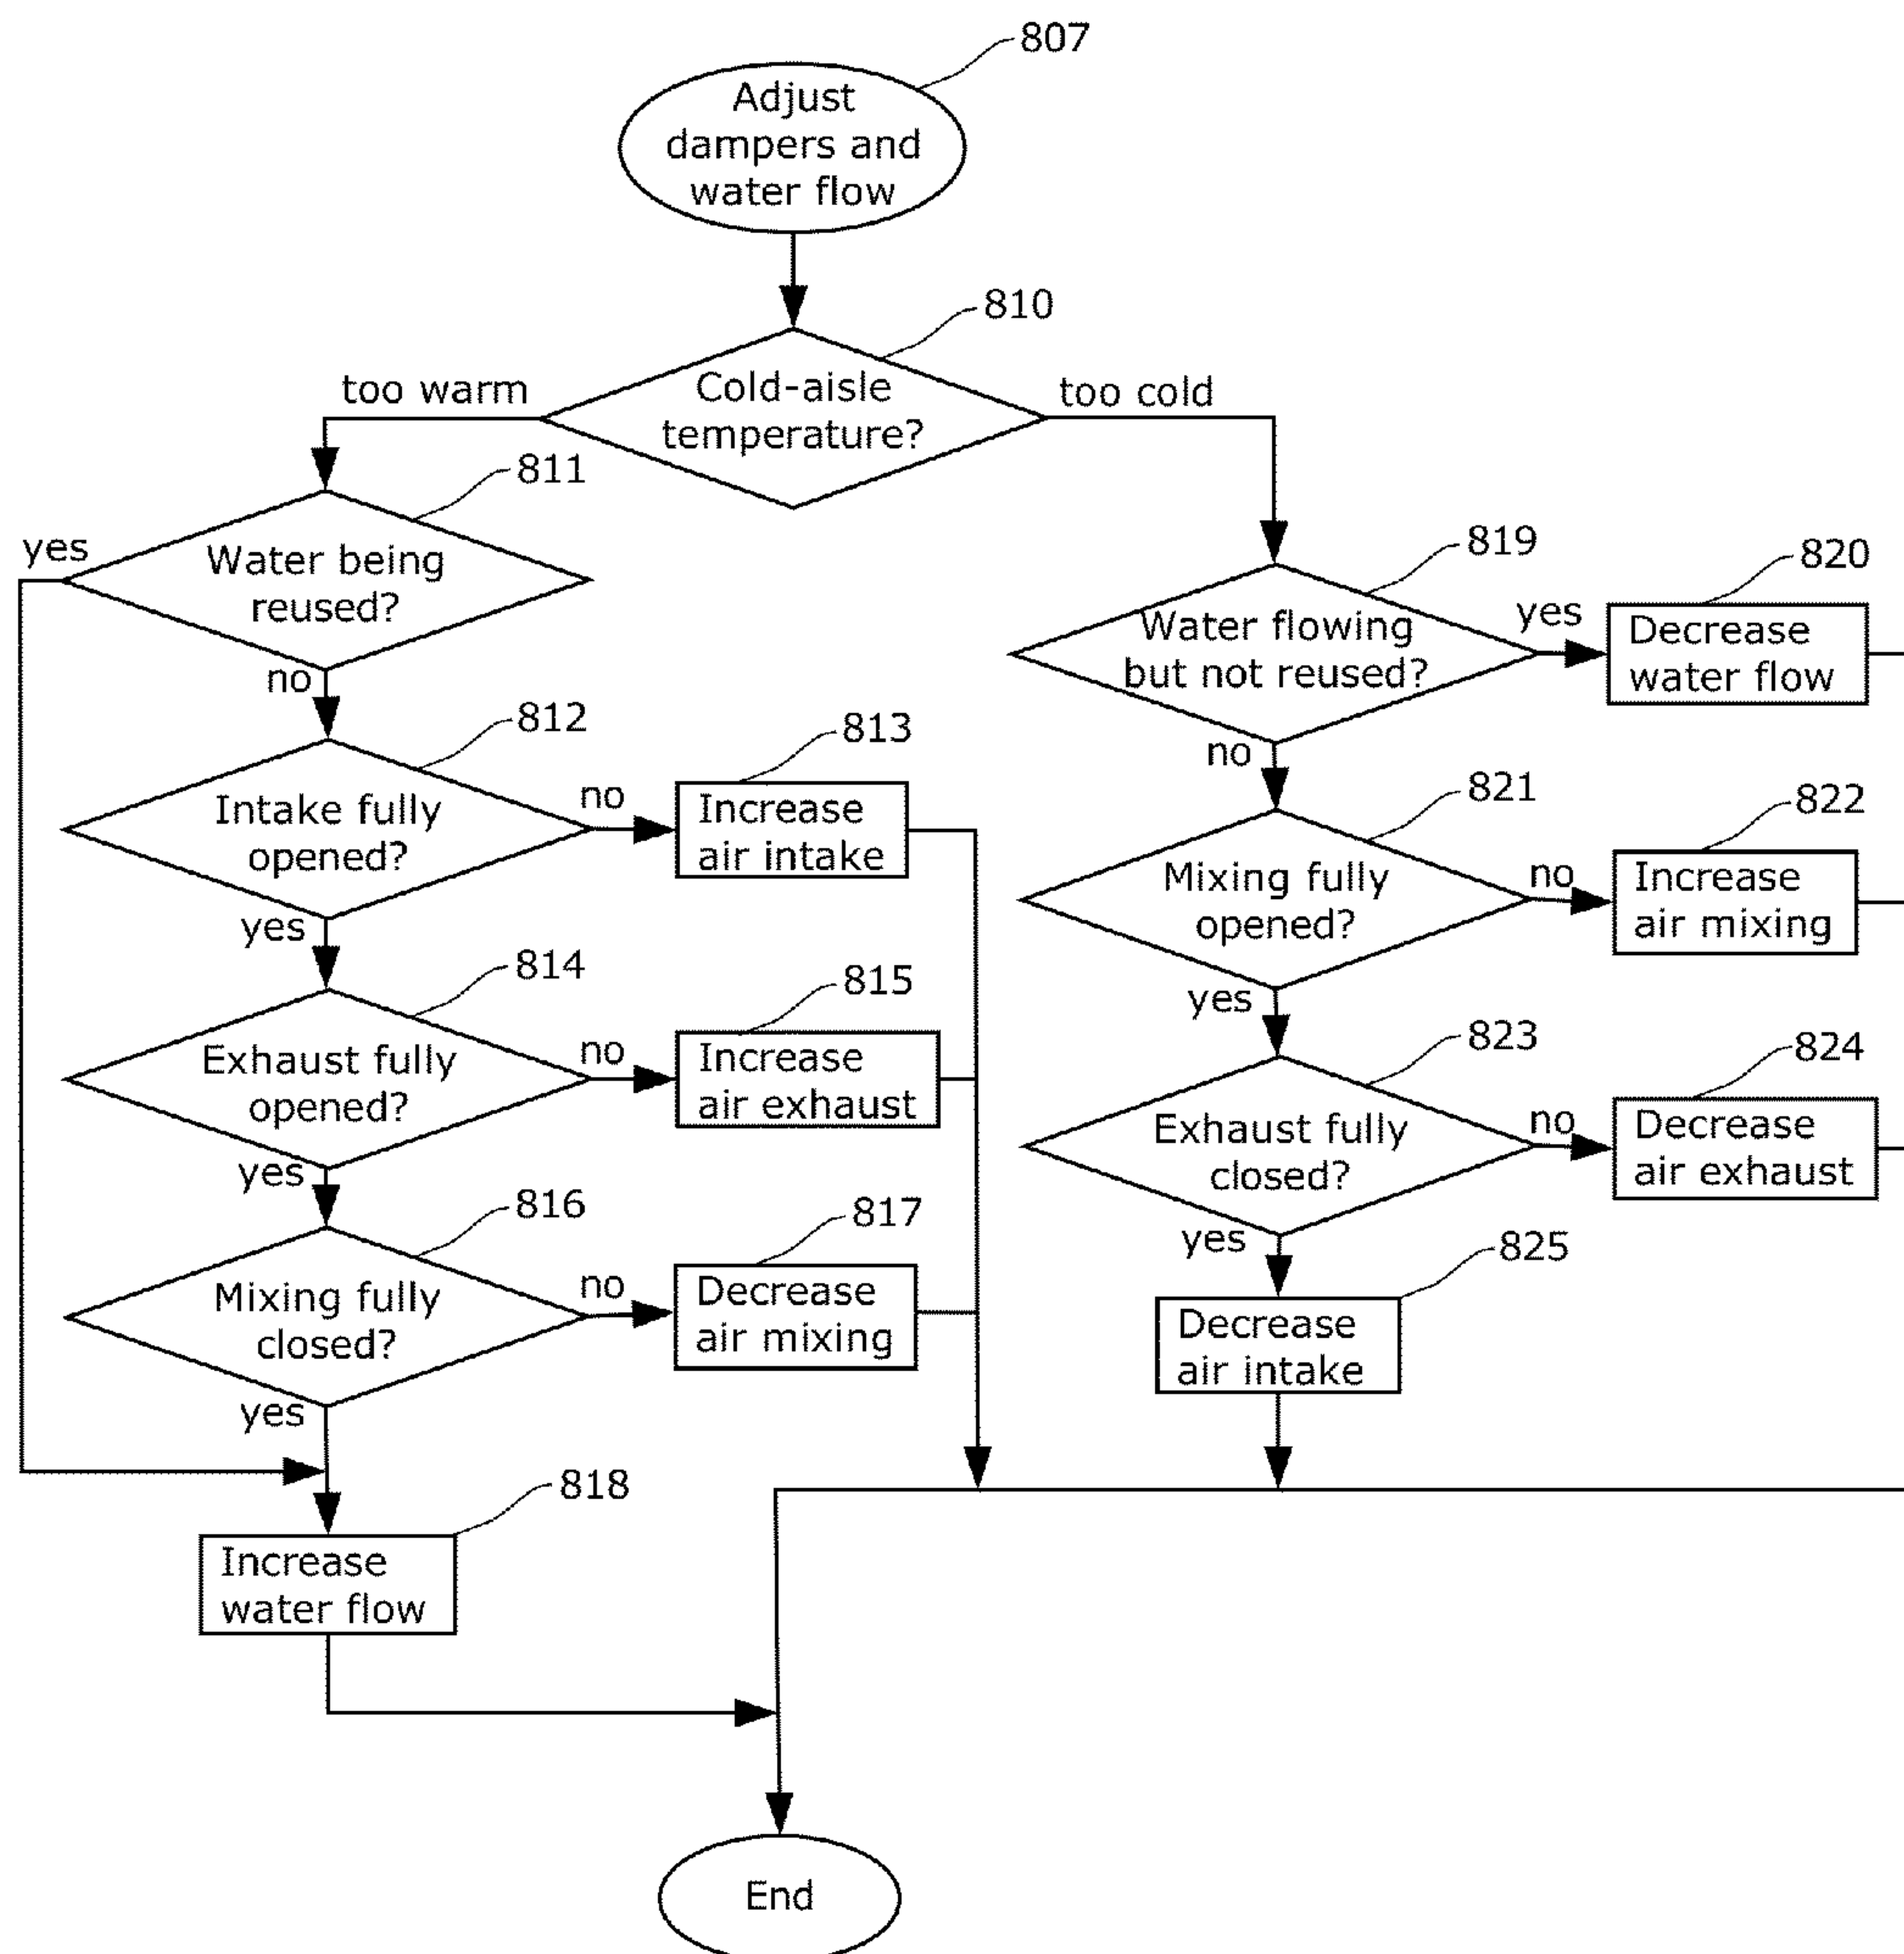 807
Adjust
dampers and
water flow
810
Cold-aisle
temperature?
too warm
too cold
811
Water being
reused?
yes
no
812
Intake fully
opened?
no
813
Increase
air intake
yes
814
Exhaust fully
opened?
no
815
Increase
air exhaust
yes
816
Mixing fully
closed?
no
817
Decrease
air mixing
yes
818
Increase
water flow
819
Water flowing
but not reused?
yes
820
Decrease
water flow
no
821
Mixing fully
opened?
no
822
Increase
air mixing
yes
823
Exhaust fully
closed?
no
824
Decrease
air exhaust
yes
825
Decrease
air intake
End